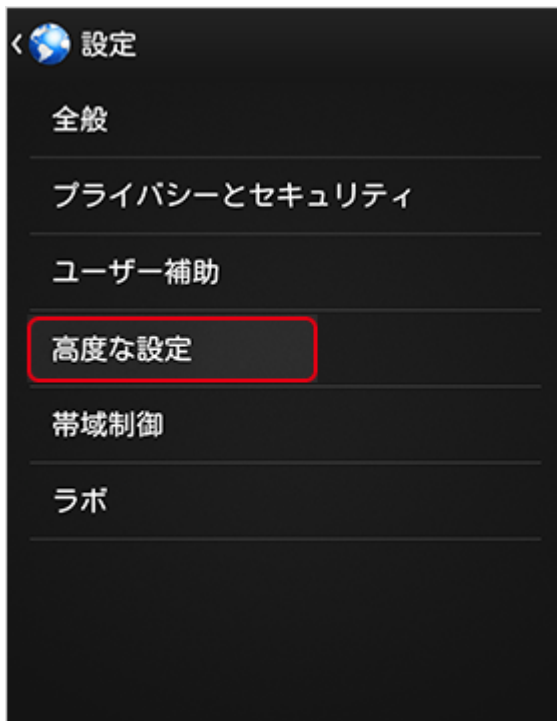 設定
全般
プライバシーとセキュリティ
ユーザー補助
高度な設定
帯域制御
ラボ